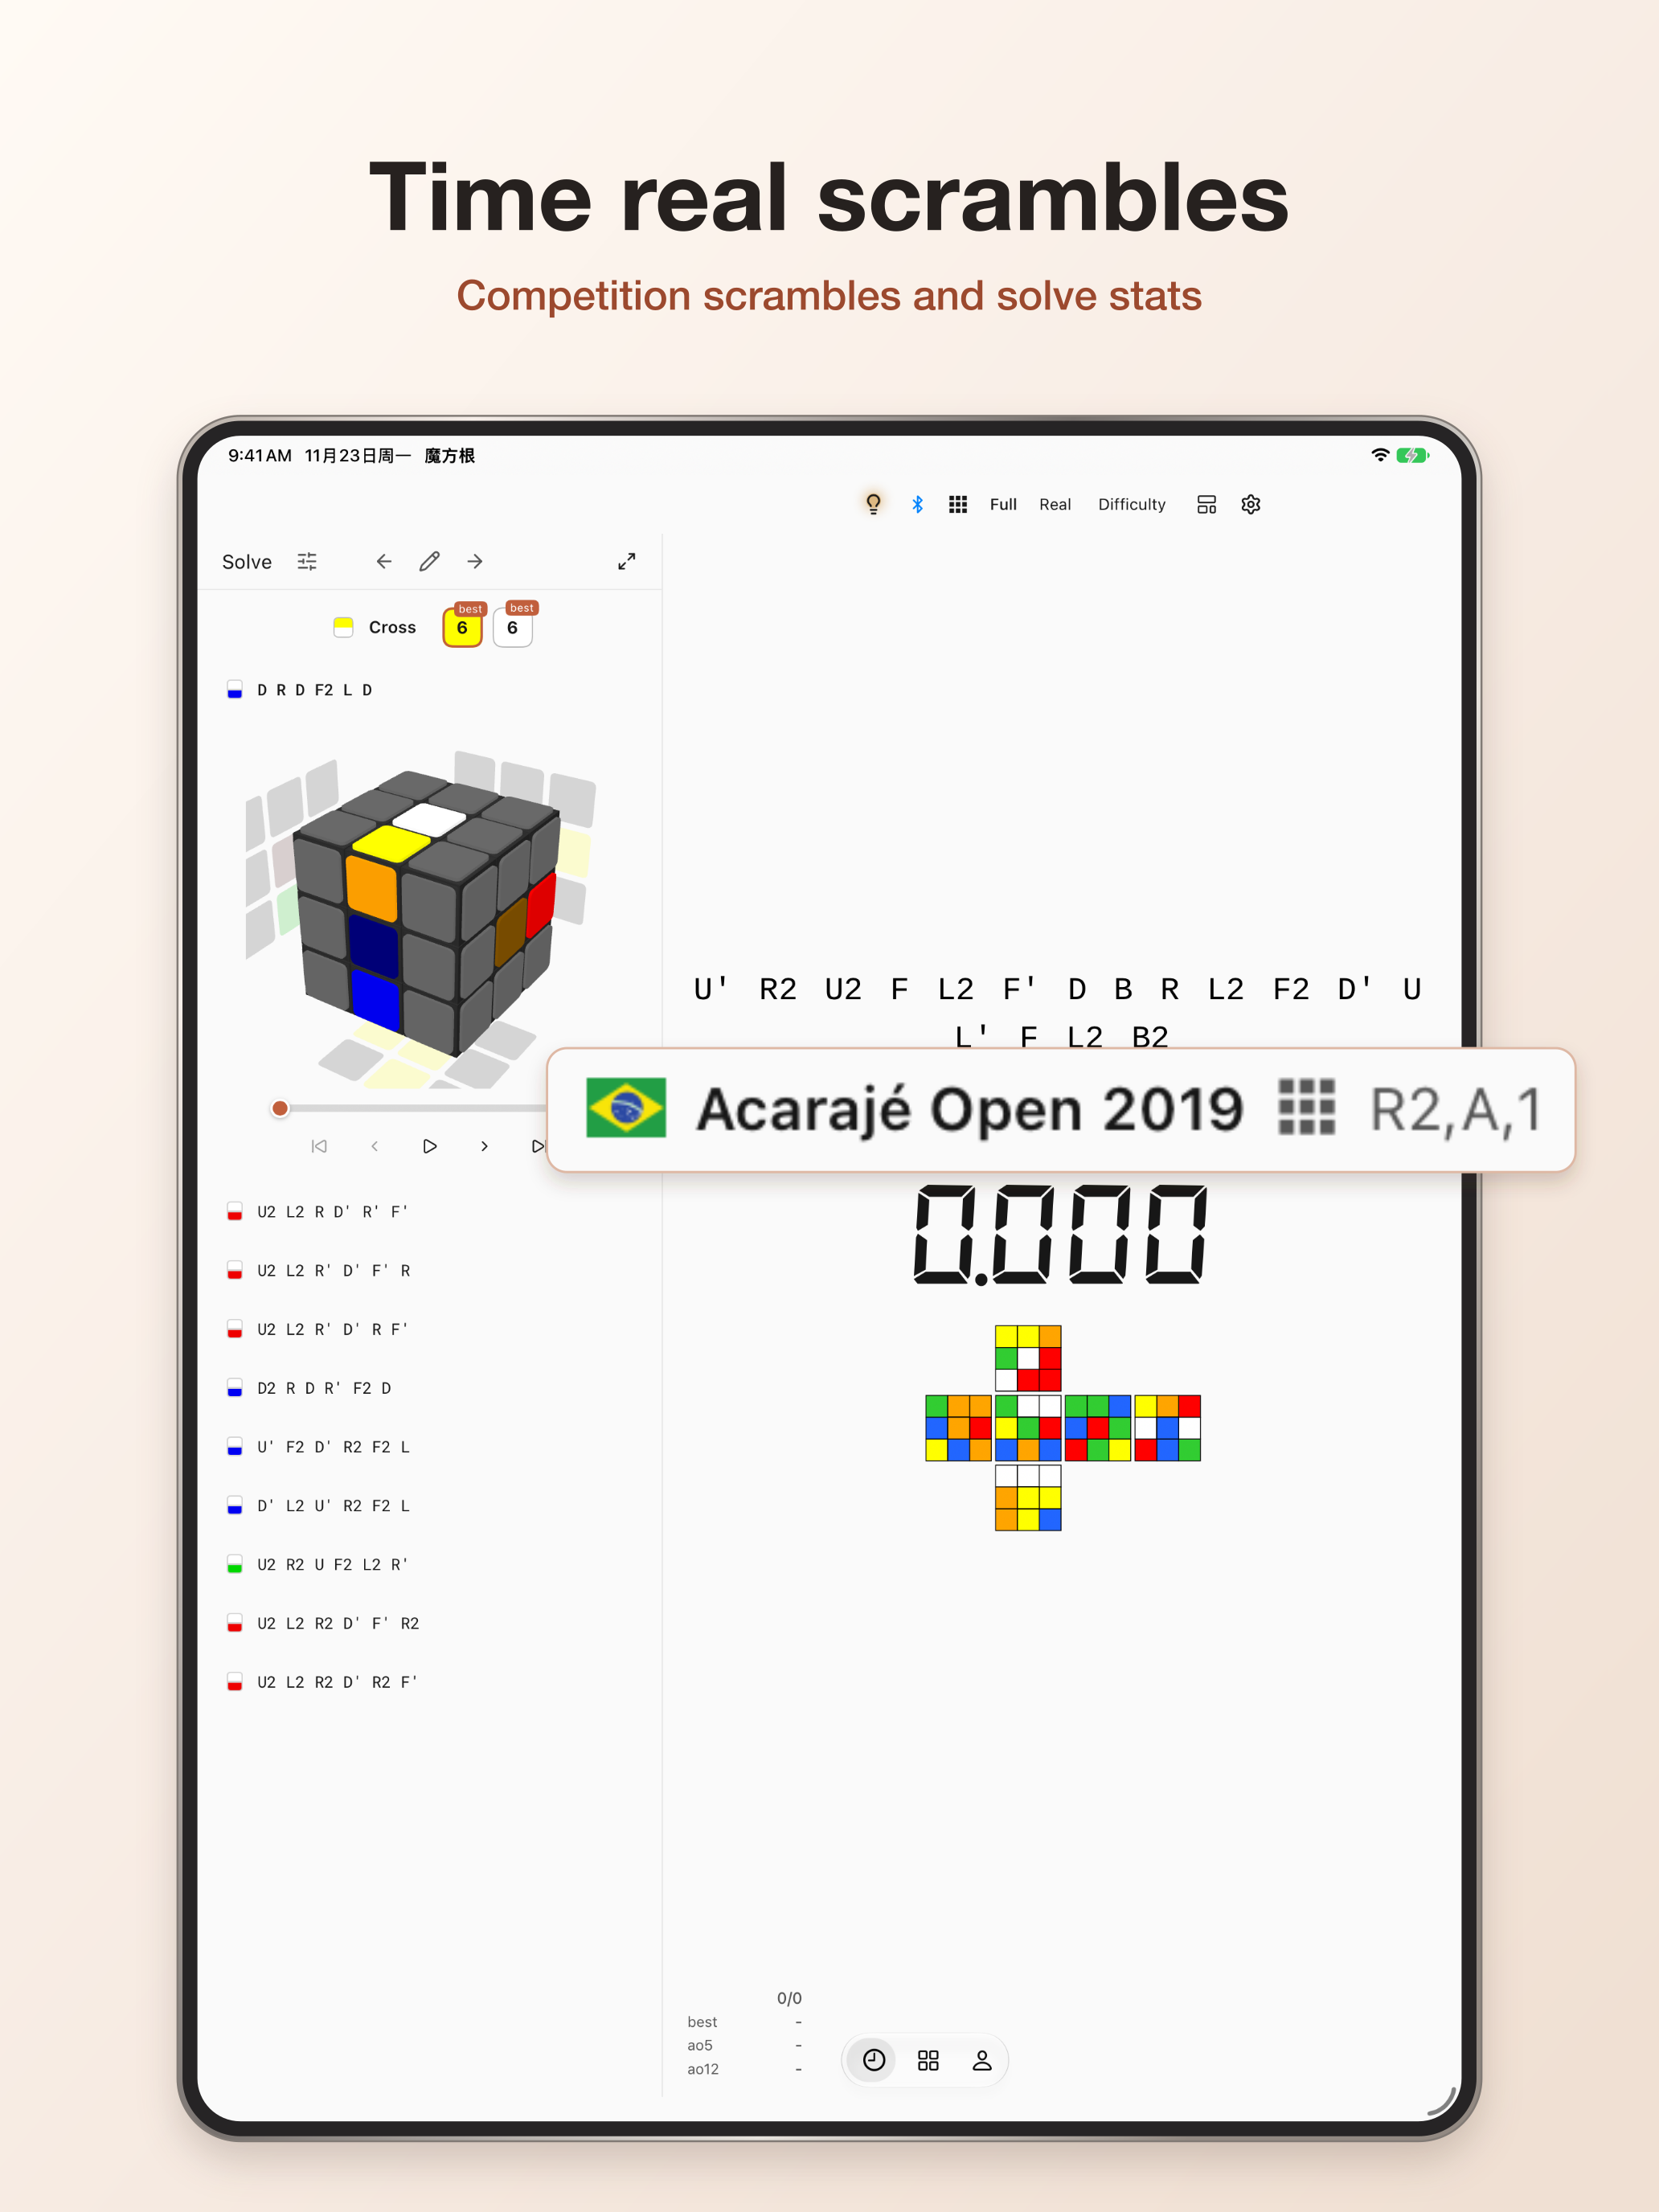 Time real scrambles
Competition scrambles and solve stats
9:41 AM 11月23日周一 魔方根
Full Real Difficulty
Solve
Cross
best
6
best
6
D R D F2 L D
U' R2 U2 F L2 F' D B R L2 F2 D' U
L' F L2 B2
Acarajé Open 2019 R2,A,1
0.000
U2 L2 R D' R' F'
U2 L2 R' D' F' R
U2 L2 R' D' R F'
D2 R D R' F2 D
U' F2 D' R2 F2 L
D' L2 U' R2 F2 L
U2 R2 U F2 L2 R'
U2 L2 R2 D' F' R2
U2 L2 R2 D' R2 F'
0/0
best -
ao5 -
ao12 -